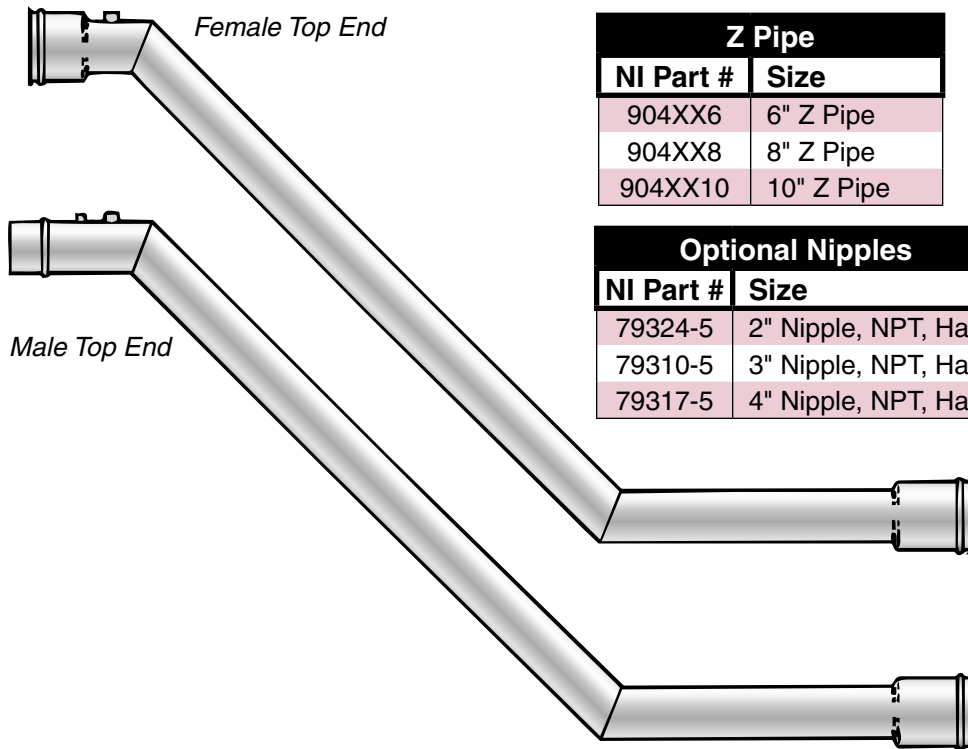 Female Top End
Male Top End
Z Pipe
NI Part # Size
904XX6 6" Z Pipe
904XX8 8" Z Pipe
904XX10 10" Z Pipe
Optional Nipples
NI Part # Size
79324-5 2" Nipple, NPT,
79310-5 3" Nipple, NPT,
79317-5 4" Nipple, NPT,